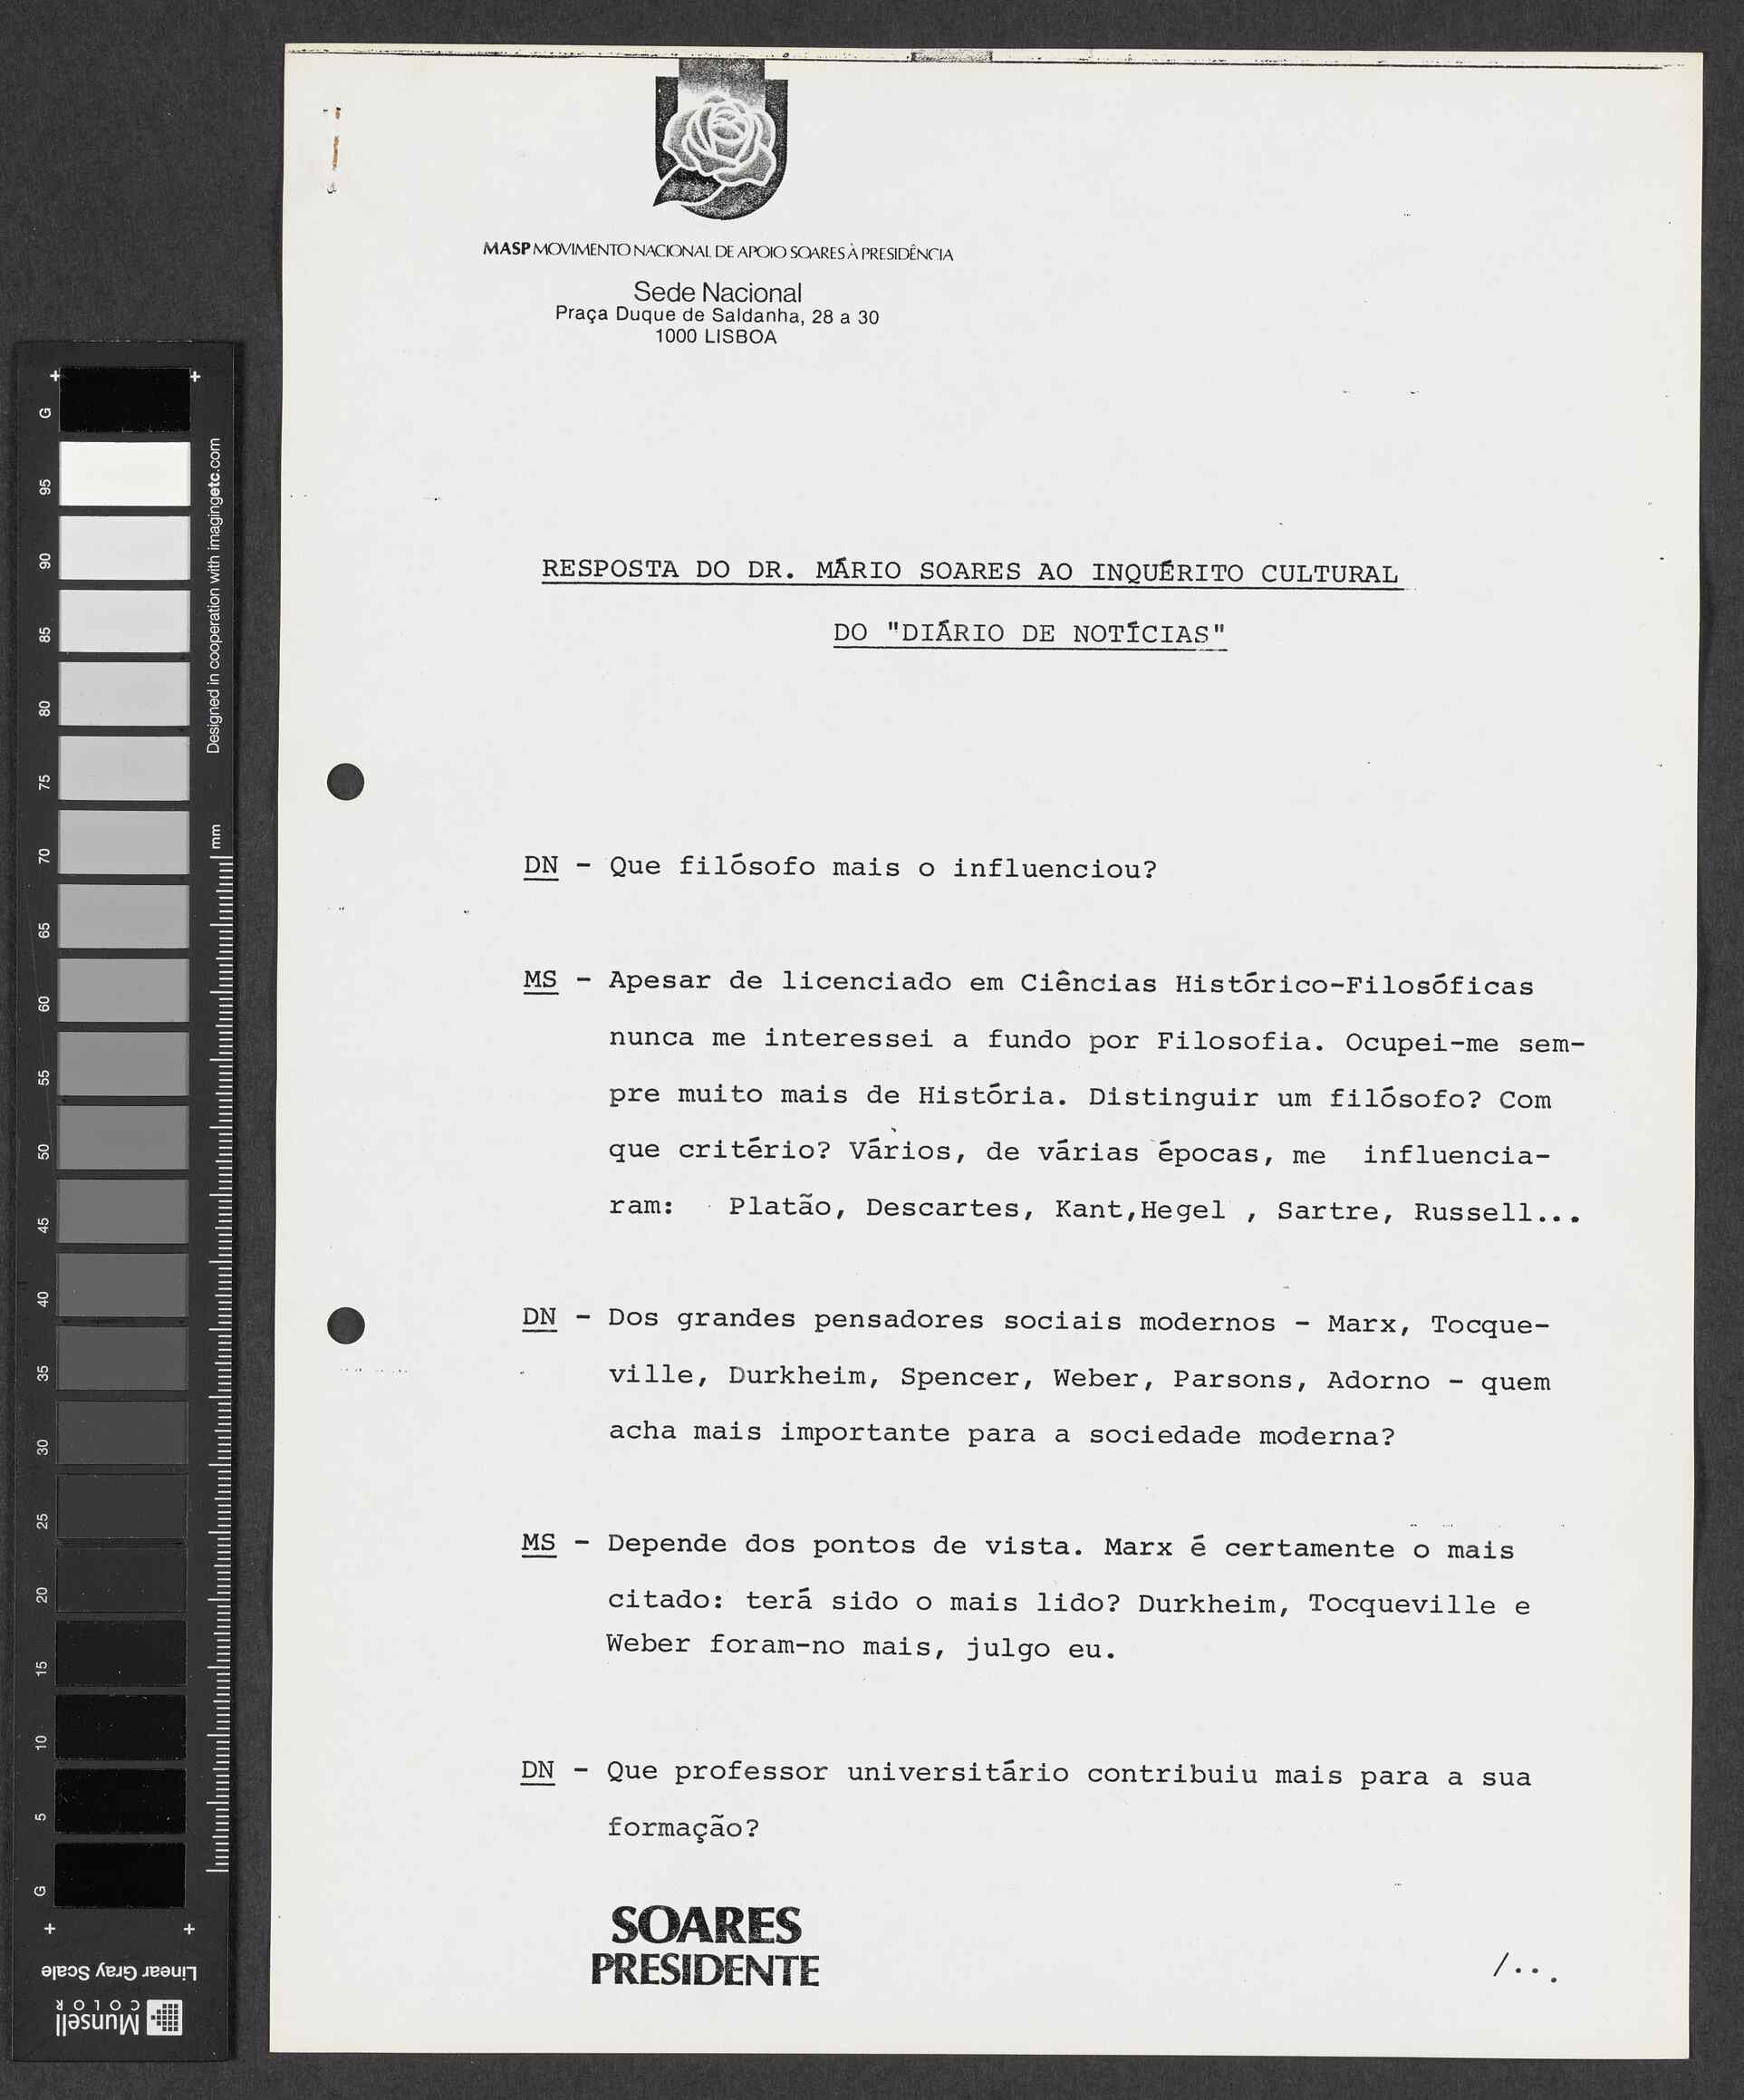 MASP MOVIMENTO NACIONAL DE APOIO SOARES À PRESIDÊNCIA
Sede Nacional
Praça Duque de Saldanha, 28 a 30
1000 LISBOA
RESPOSTA DO DR. MÁRIO SOARES AO INQUÉRITO CULTURAL
DO "DIÁRIO DE NOTÍCIAS"
DN - Que filósofo mais o influenciou?
MS - Apesar de licenciado em Ciências Histórico-Filosóficas
nunca me interessei a fundo por Filosofia. Ocupei-me sem-
pre muito mais de História. Distinguir um filósofo? Com
que critério? Vários, de várias épocas, me influencia-
ram: Platão, Descartes, Kant,Hegel , Sartre, Russell...
DN - Dos grandes pensadores sociais modernos - Marx, Tocque-
ville, Durkheim, Spencer, Weber, Parsons, Adorno - quem
acha mais importante para a sociedade moderna?
MS - Depende dos pontos de vista. Marx é certamente o mais
citado: terá sido o mais lido? Durkheim, Tocqueville e
Weber foram-no mais, julgo eu.
DN - Que professor universitário contribuiu mais para a sua
formação?
SOARES
PRESIDENTE
/...
G
95
90
85
80
75
70
65
60
55
50
45
40
35
30
25
20
15
10
5
G
Designed in cooperation with imagingetc.com
mm
Linear Gray Scale
Munsell
COLOR